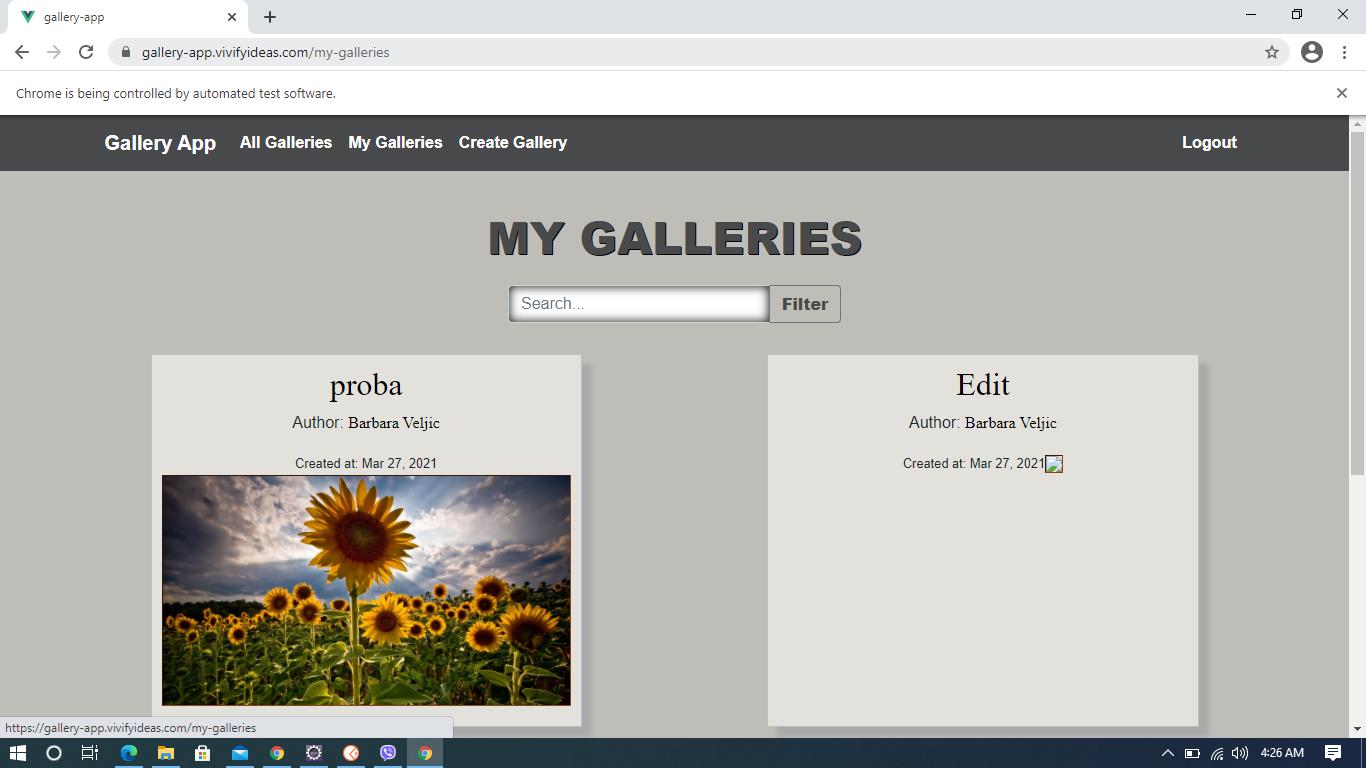 gallery-app
gallery-app.vivifyideas.com/my-galleries
Chrome is being controlled by automated test software.
Gallery App All Galleries My Galleries Create Gallery Logout
MY GALLERIES
Search... Filter
proba
Author: Barbara Veljic
Created at: Mar 27, 2021
Edit
Author: Barbara Veljic
Created at: Mar 27, 2021
https://gallery-app.vivifyideas.com/my-galleries
4:26 AM